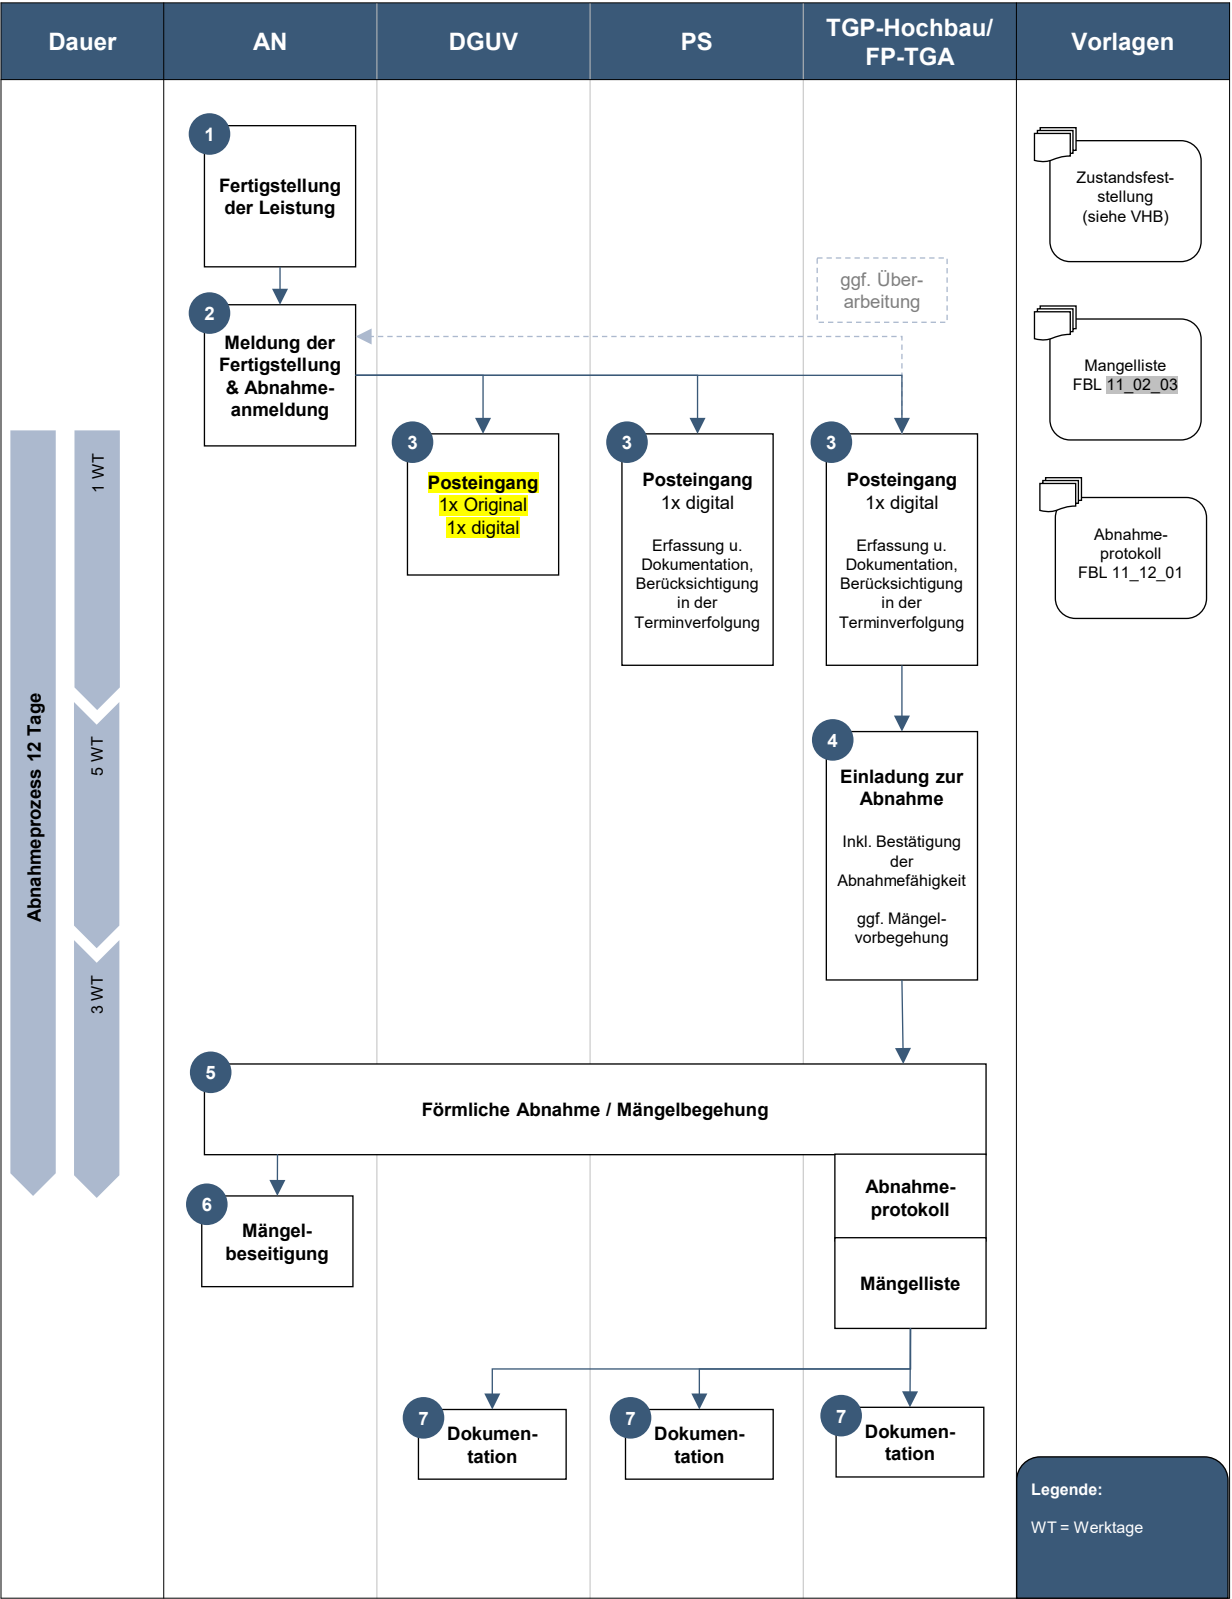 Dauer
AN
DGUV
PS
TGP-Hochbau/
FP-TGA
Vorlagen
1
Fertigstellung
der Leistung
2
Meldung der
Fertigstellung
& Abnahme-
anmeldung
ggf. Über-
arbeitung
3
Posteingang
1x Original
1x digital
3
Posteingang
1x digital
Erfassung u.
Dokumentation,
Berücksichtigung
in der
Terminverfolgung
3
Posteingang
1x digital
Erfassung u.
Dokumentation,
Berücksichtigung
in der
Terminverfolgung
4
Einladung zur
Abnahme
Inkl. Bestätigung
der
Abnahmefähigkeit
ggf. Mängel-
vorbegehung
5
Förmliche Abnahme / Mängelbegehung
Abnahme-
protokoll
Mängelliste
6
Mängel-
beseitigung
7
Dokumen-
tation
7
Dokumen-
tation
7
Dokumen-
tation
Abnahmeprozess 12 Tage
1 WT
5 WT
3 WT
Zustandsfest-
stellung
(siehe VHB)
Mangelliste
FBL 11_02_03
Abnahme-
protokoll
FBL 11_12_01
Legende:
WT = Werktage